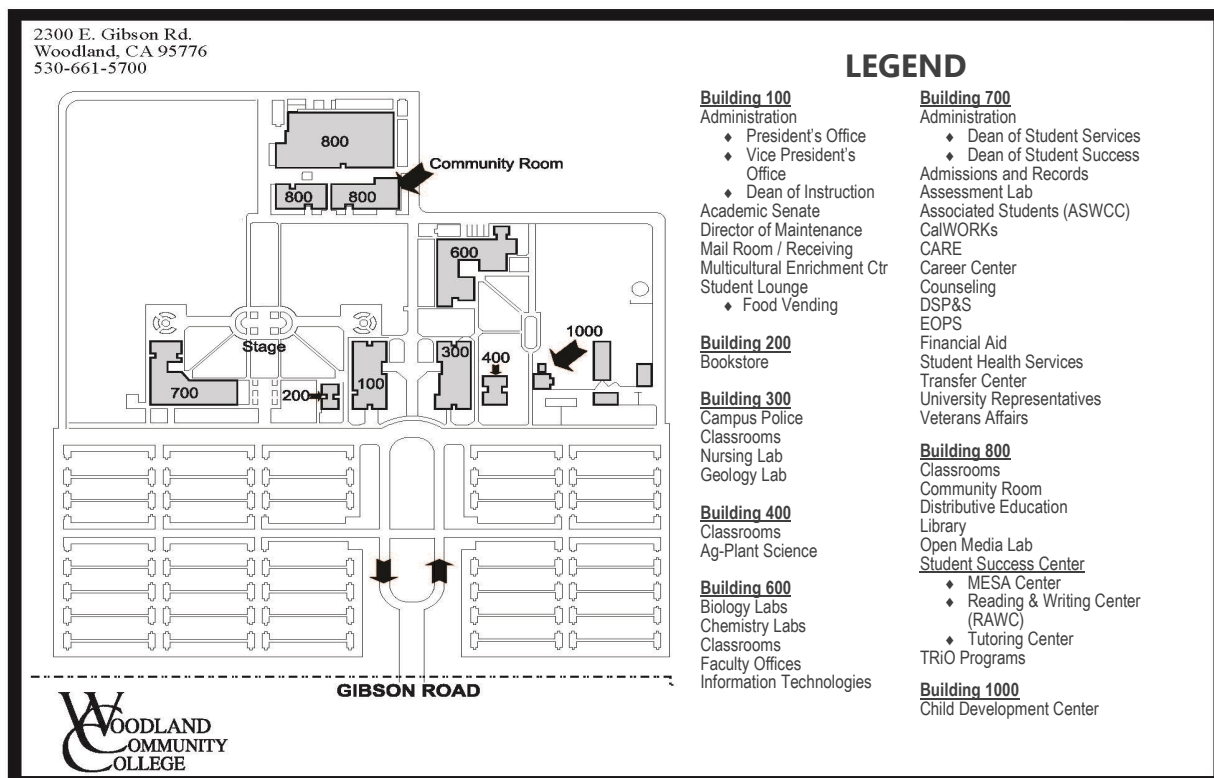 2300 E. Gibson Rd.
Woodland, CA 95776
530-661-5700
800
Community Room
800
800
600
1000
Stage
300
400
700
200
100
GIBSON ROAD
WOODLAND
COMMUNITY
COLLEGE
LEGEND
Building 100
Administration
♦ President's Office
♦ Vice President's
Office
♦ Dean of Instruction
Academic Senate
Director of Maintenance
Mail Room / Receiving
Multicultural Enrichment Ctr
Student Lounge
♦ Food Vending
Building 200
Bookstore
Building 300
Campus Police
Classrooms
Nursing Lab
Geology Lab
Building 400
Classrooms
Ag-Plant Science
Building 600
Biology Labs
Chemistry Labs
Classrooms
Faculty Offices
Information Technologies
Building 700
Administration
♦ Dean of Student Services
♦ Dean of Student Success
Admissions and Records
Assessment Lab
Associated Students (ASWCC)
CalWORKs
CARE
Career Center
Counseling
DSP&S
EOPS
Financial Aid
Student Health Services
Transfer Center
University Representatives
Veterans Affairs
Building 800
Classrooms
Community Room
Distributive Education
Library
Open Media Lab
Student Success Center
♦ MESA Center
♦ Reading & Writing Center
(RAWC)
♦ Tutoring Center
TRiO Programs
Building 1000
Child Development Center